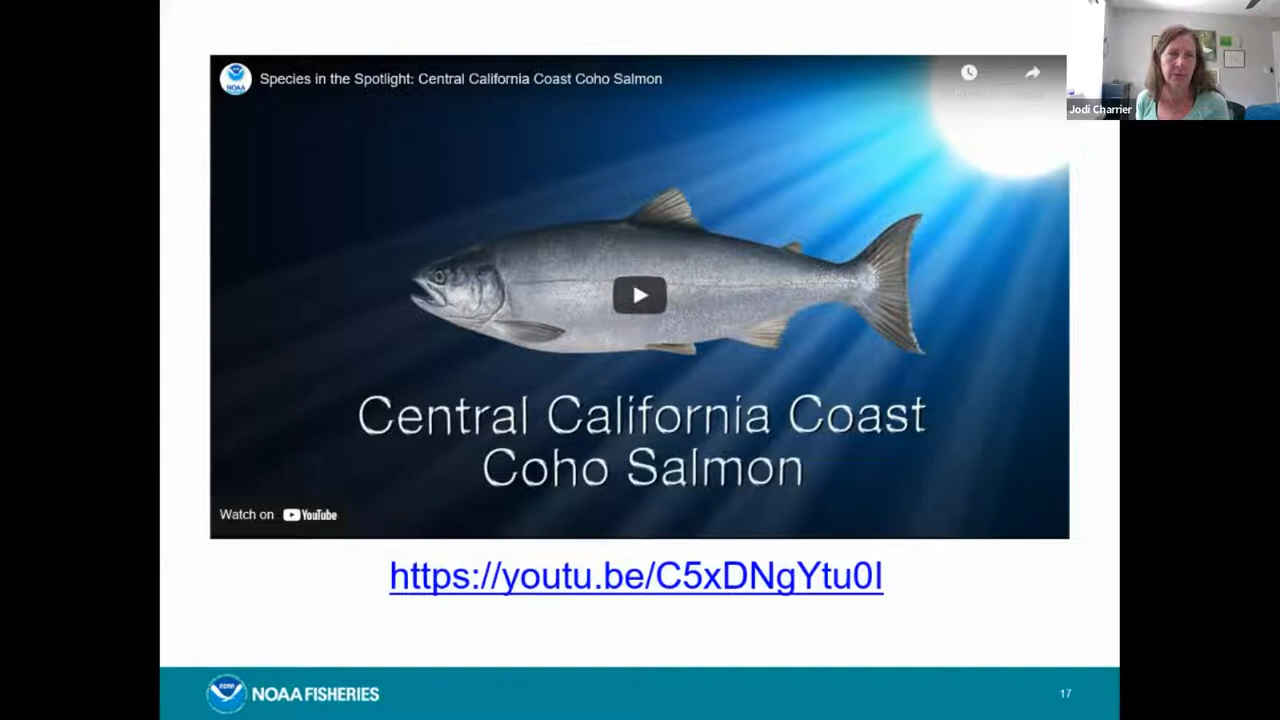 Species in the Spotlight: Central California Coast Coho Salmon
NOAA
Jodi Charrier
Central California Coast
Coho Salmon
Watch on YouTube
https://youtu.be/C5xDNgYtu0I
NOAA FISHERIES
17